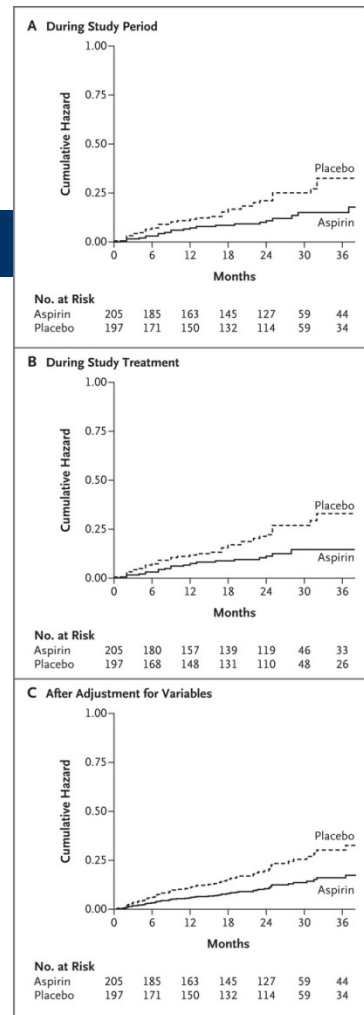 A During Study Period
1.00
0.75
0.50
0.25
0.00
Cumulative Hazard
Placebo
Aspirin
0 6 12 18 24 30 36
Months
No. at Risk
Aspirin 205 185 163 145 127 59 44
Placebo 197 171 150 132 114 59 34
B During Study Treatment
1.00
0.75
0.50
0.25
0.00
Cumulative Hazard
Placebo
Aspirin
0 6 12 18 24 30 36
Months
No. at Risk
Aspirin 205 180 157 139 119 46 33
Placebo 197 168 148 131 110 48 26
C After Adjustment for Variables
1.00
0.75
0.50
0.25
0.00
Cumulative Hazard
Placebo
Aspirin
0 6 12 18 24 30 36
Months
No. at Risk
Aspirin 205 185 163 145 127 59 44
Placebo 197 171 150 132 114 59 34